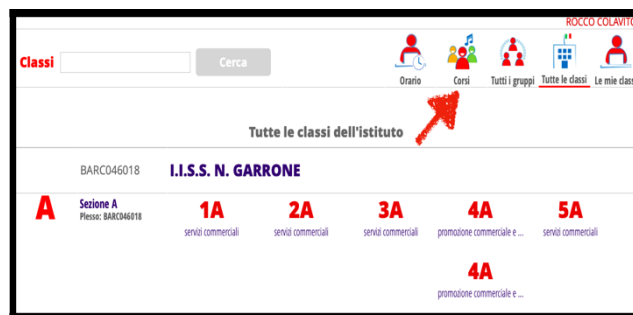 ROCCO COLAVITO
Classi
Cerca
Orario
Corsi
Tutti i gruppi
Tutte le classi
Le mie class
Tutte le classi dell'istituto
BARC046018
I.I.S.S. N. GARRONE
A
Sezione A
Plesso: BARC046018
1A
2A
3A
4A
5A
servizi commerciali
servizi commerciali
servizi commerciali
promozione commerciale e ...
servizi commerciali
4A
promozione commerciale e ...